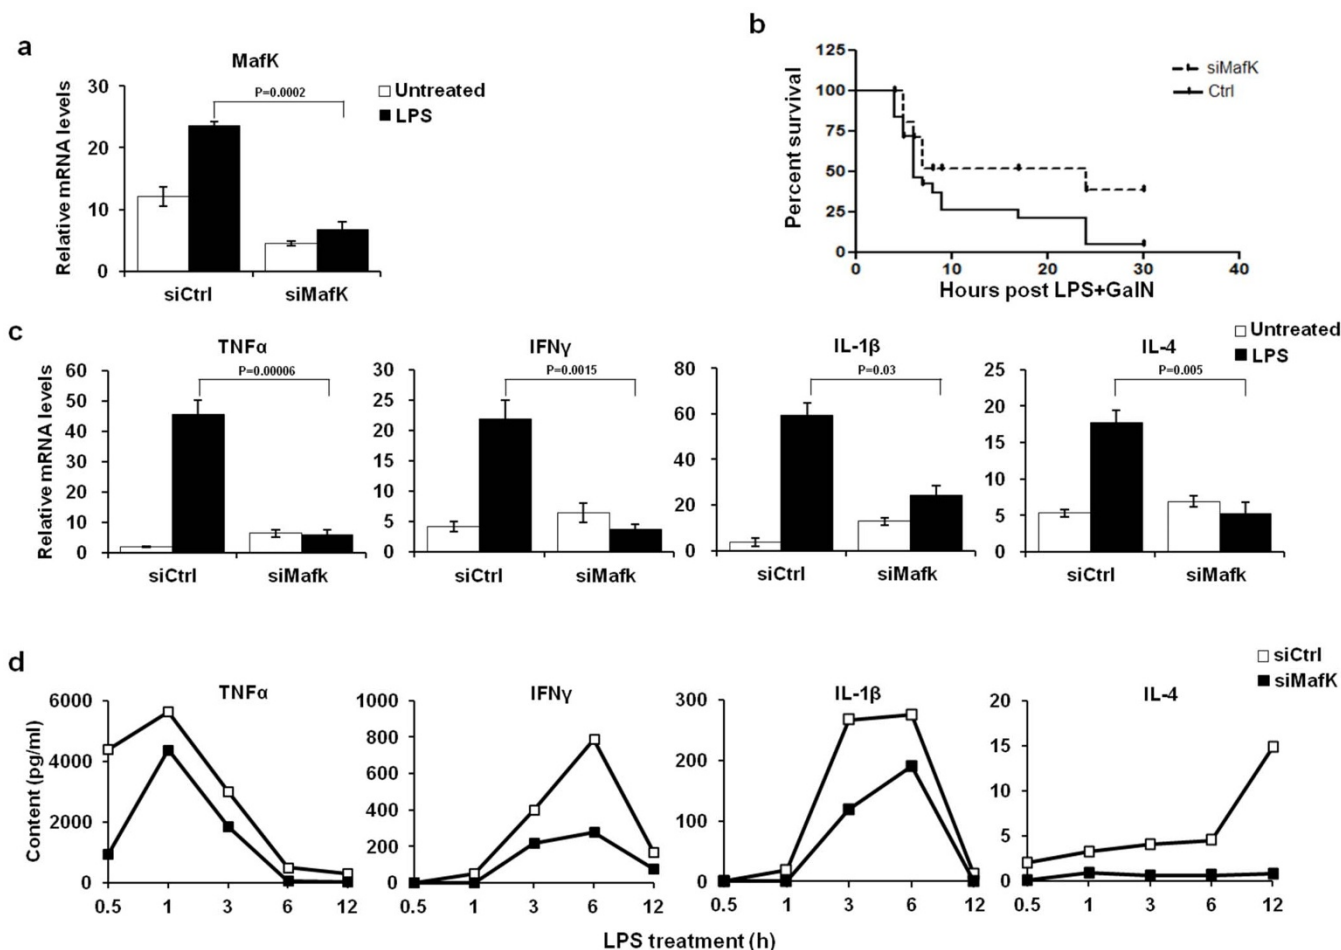 a
MafK
Relative mRNA levels
30
20
10
0
P=0.0002
Untreated
LPS
siCtrl
siMafK
b
Percent survival
125
100
75
50
25
0
siMafK
Ctrl
0
10
20
30
40
Hours post LPS+GalN
c
Relative mRNA levels
TNFα
60
50
40
30
20
10
0
P=0.00006
siCtrl
siMafk
IFNγ
30
25
20
15
10
5
0
P=0.0015
siCtrl
siMafk
IL-1β
80
60
40
20
0
P=0.03
siCtrl
siMafk
IL-4
25
20
15
10
5
0
P=0.005
siCtrl
siMafk
Untreated
LPS
d
siCtrl
siMafK
Content (pg/ml)
TNFα
6000
4000
2000
0
0.5
1
3
6
12
IFNγ
1000
800
600
400
200
0
0.5
1
3
6
12
IL-1β
300
200
100
0
0.5
1
3
6
12
IL-4
20
15
10
5
0
0.5
1
3
6
12
LPS treatment (h)